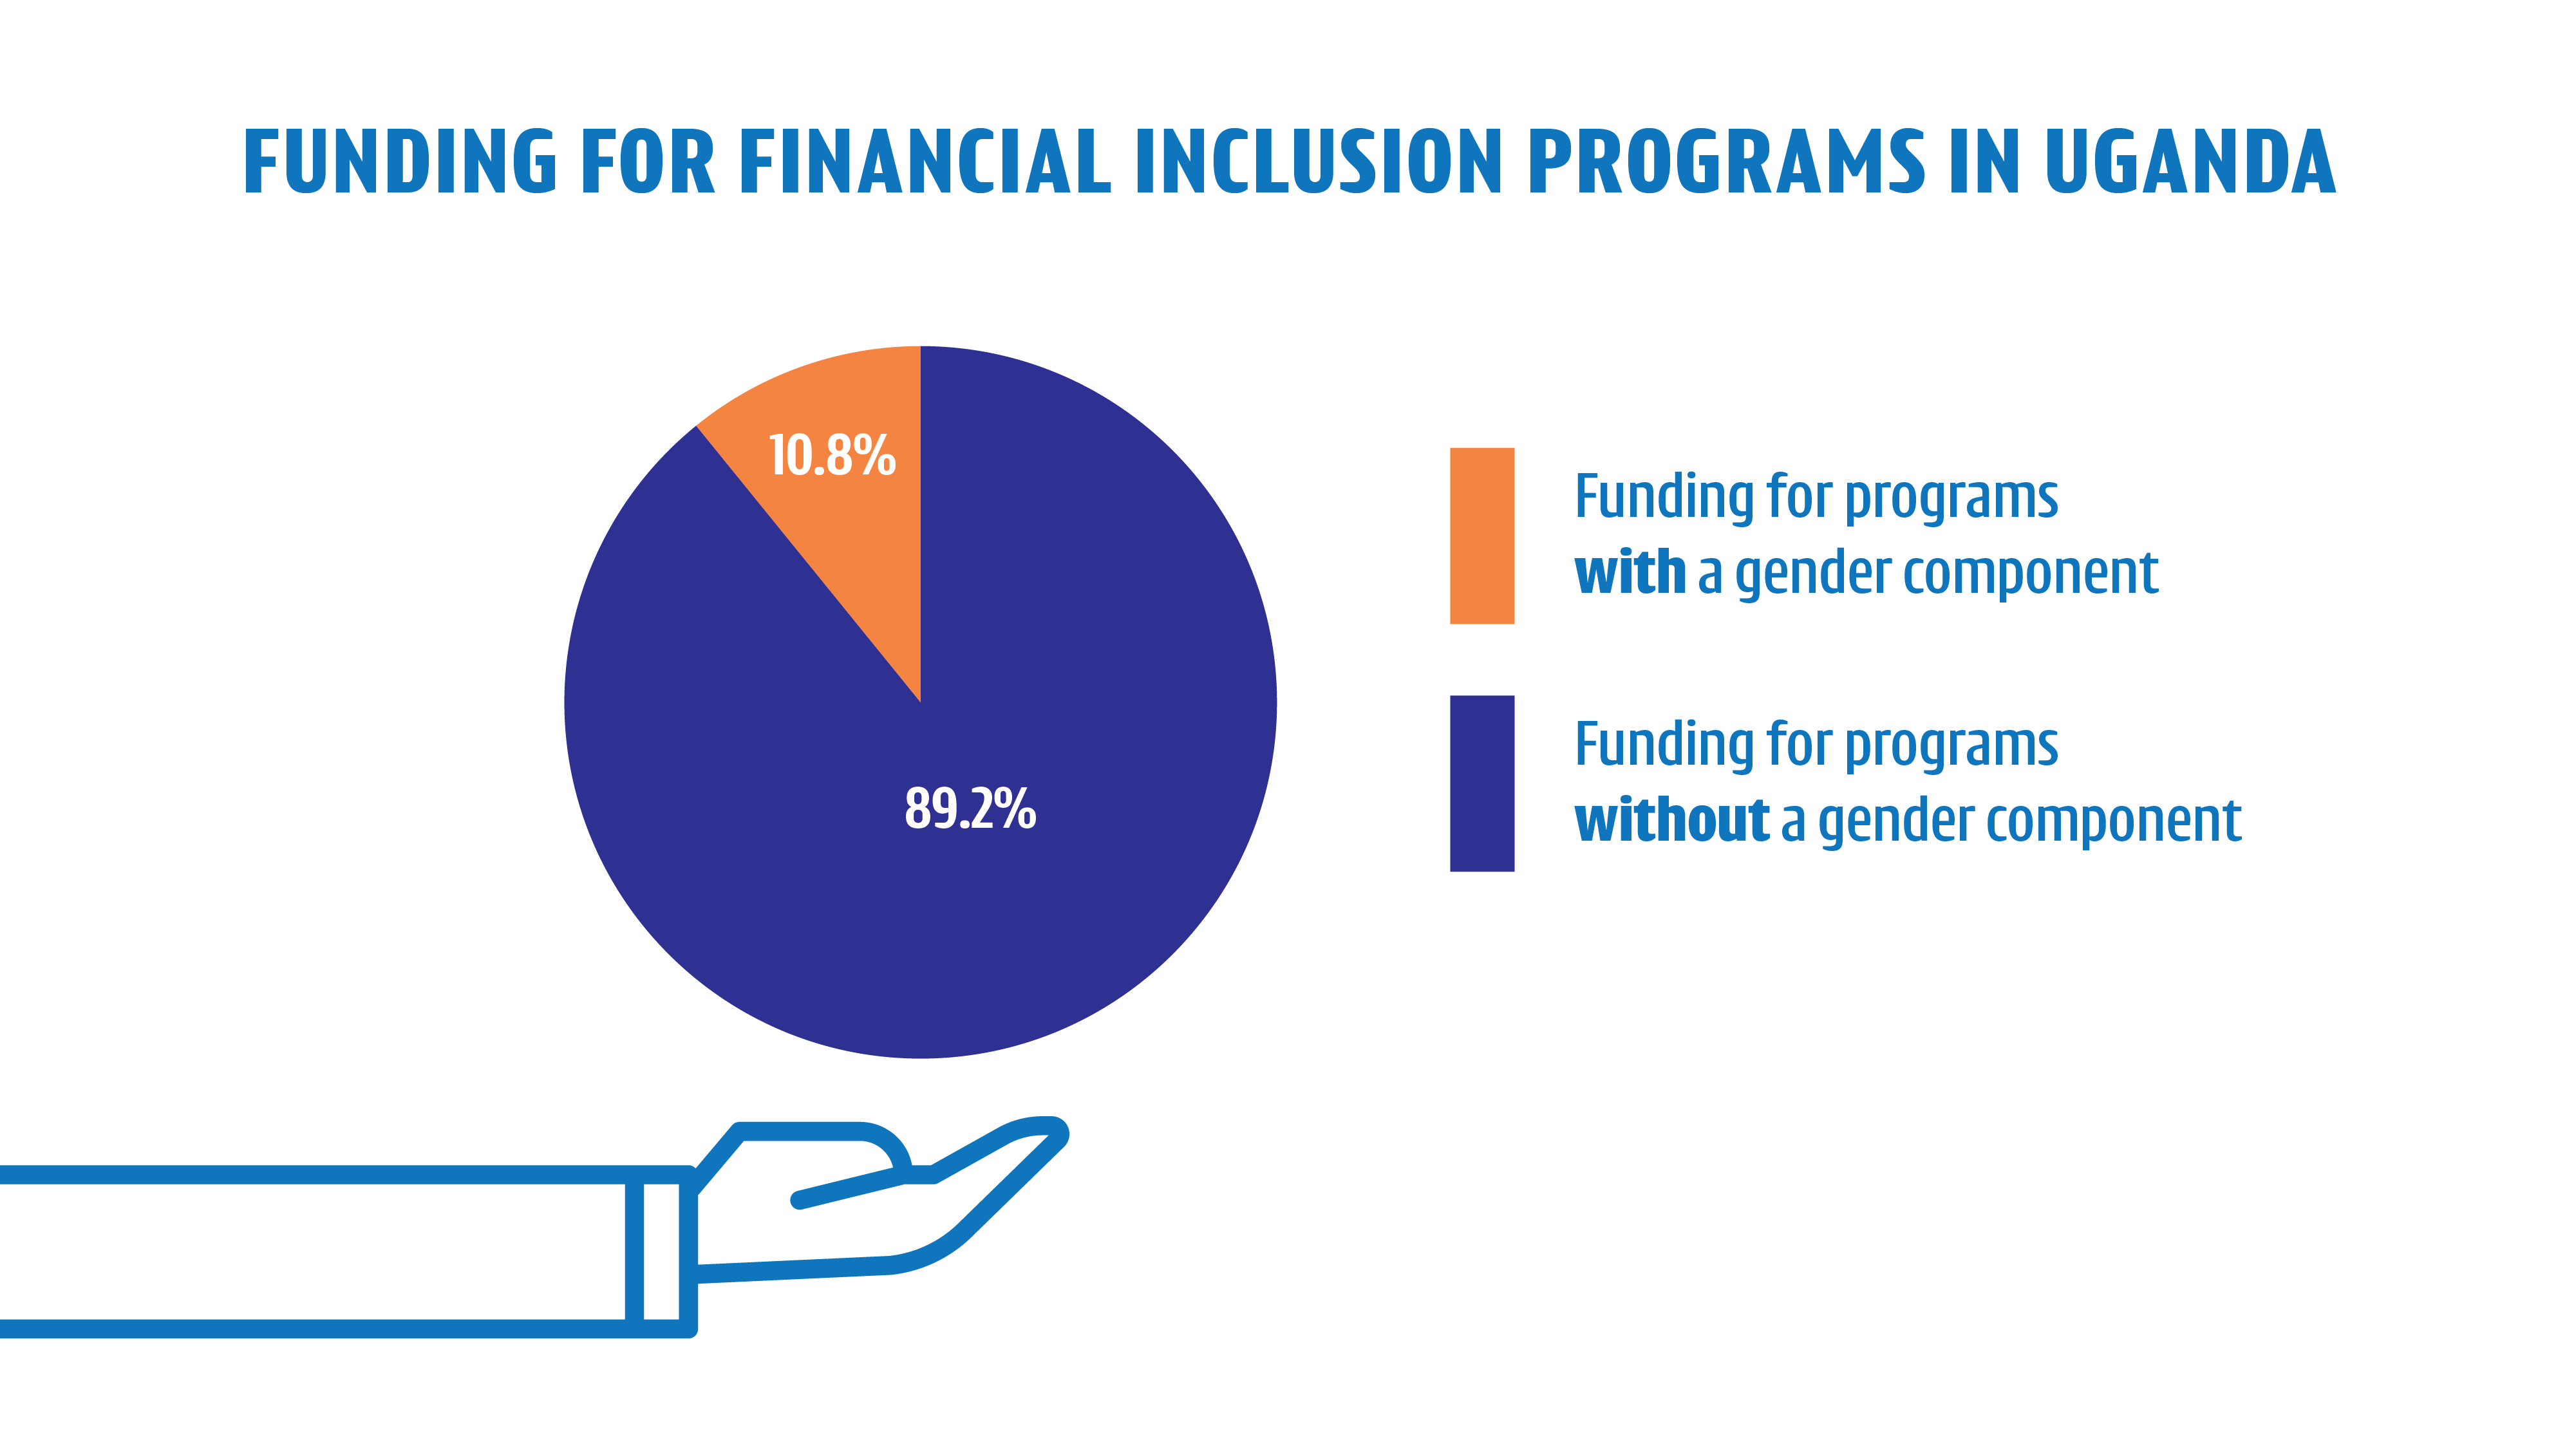 FUNDING FOR FINANCIAL INCLUSION PROGRAMS IN UGANDA
10.8%
89.2%
Funding for programs
with a gender component
Funding for programs
without a gender component